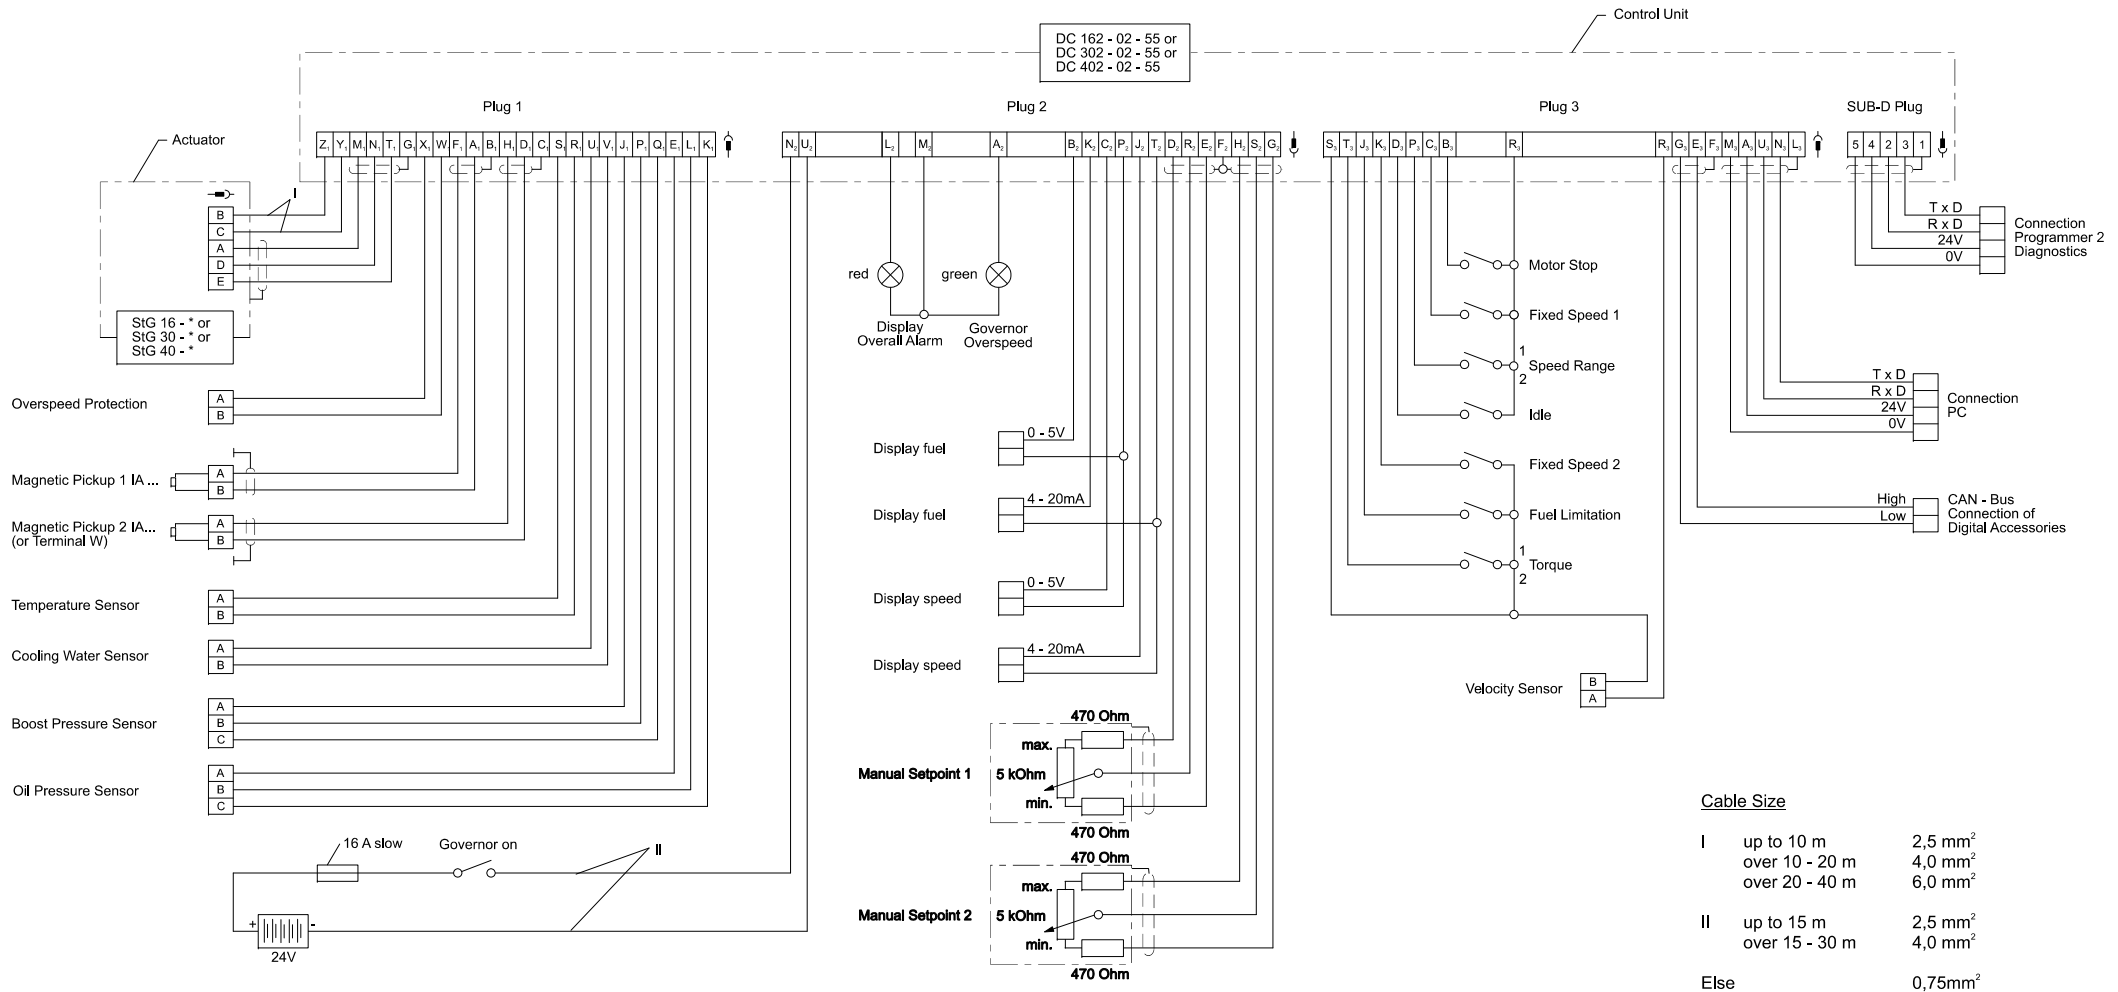 Control Unit
DC 162 - 02 - 55 or
DC 302 - 02 - 55 or
DC 402 - 02 - 55
Plug 1
Plug 2
Plug 3
SUB-D Plug
Actuator
Z₁ Y₁ M₁ N₁ T₁ G₁ X₁ W₁ F₁ A₁ B₁ H₁ D₁ C₁ S₁ R₁ U₁ V₁ J₁ P₁ Q₁ E₁ L₁ K₁
N₂ U₂ L₂ M₂ A₂ B₂ K₂ C₂ P₂ J₂ T₂ D₂ R₂ E₂ F₂ H₂ S₂ G₂
S₃ T₃ J₃ K₃ D₃ P₃ C₃ B₃ R₃ R₃ G₃ E₃ F₃ M₃ A₃ U₃ N₃ L₃
5 4 2 3 1
I
B
C
A
D
E
StG 16 - * or
StG 30 - * or
StG 40 - *
Overspeed Protection
A
B
Magnetic Pickup 1 IA ...
A
B
Magnetic Pickup 2 IA...
(or Terminal W)
A
B
Temperature Sensor
A
B
Cooling Water Sensor
A
B
Boost Pressure Sensor
A
B
C
Oil Pressure Sensor
A
B
C
16 A slow
Governor on
II
+
-
24V
red
green
Display
Overall Alarm
Governor
Overspeed
Display fuel
0 - 5V
Display fuel
4 - 20mA
Display speed
0 - 5V
Display speed
4 - 20mA
470 Ohm
max.
Manual Setpoint 1
5 kOhm
min.
470 Ohm
470 Ohm
max.
Manual Setpoint 2
5 kOhm
min.
470 Ohm
Motor Stop
Fixed Speed 1
1
Speed Range
2
Idle
Fixed Speed 2
Fuel Limitation
1
Torque
2
Velocity Sensor
B
A
T x D
R x D
24V
0V
Connection
Programmer 2
Diagnostics
T x D
R x D
24V
0V
Connection
PC
High
Low
CAN - Bus
Connection of
Digital Accessories
Cable Size
I up to 10 m 2,5 mm²
over 10 - 20 m 4,0 mm²
over 20 - 40 m 6,0 mm²
II up to 15 m 2,5 mm²
over 15 - 30 m 4,0 mm²
Else 0,75mm²